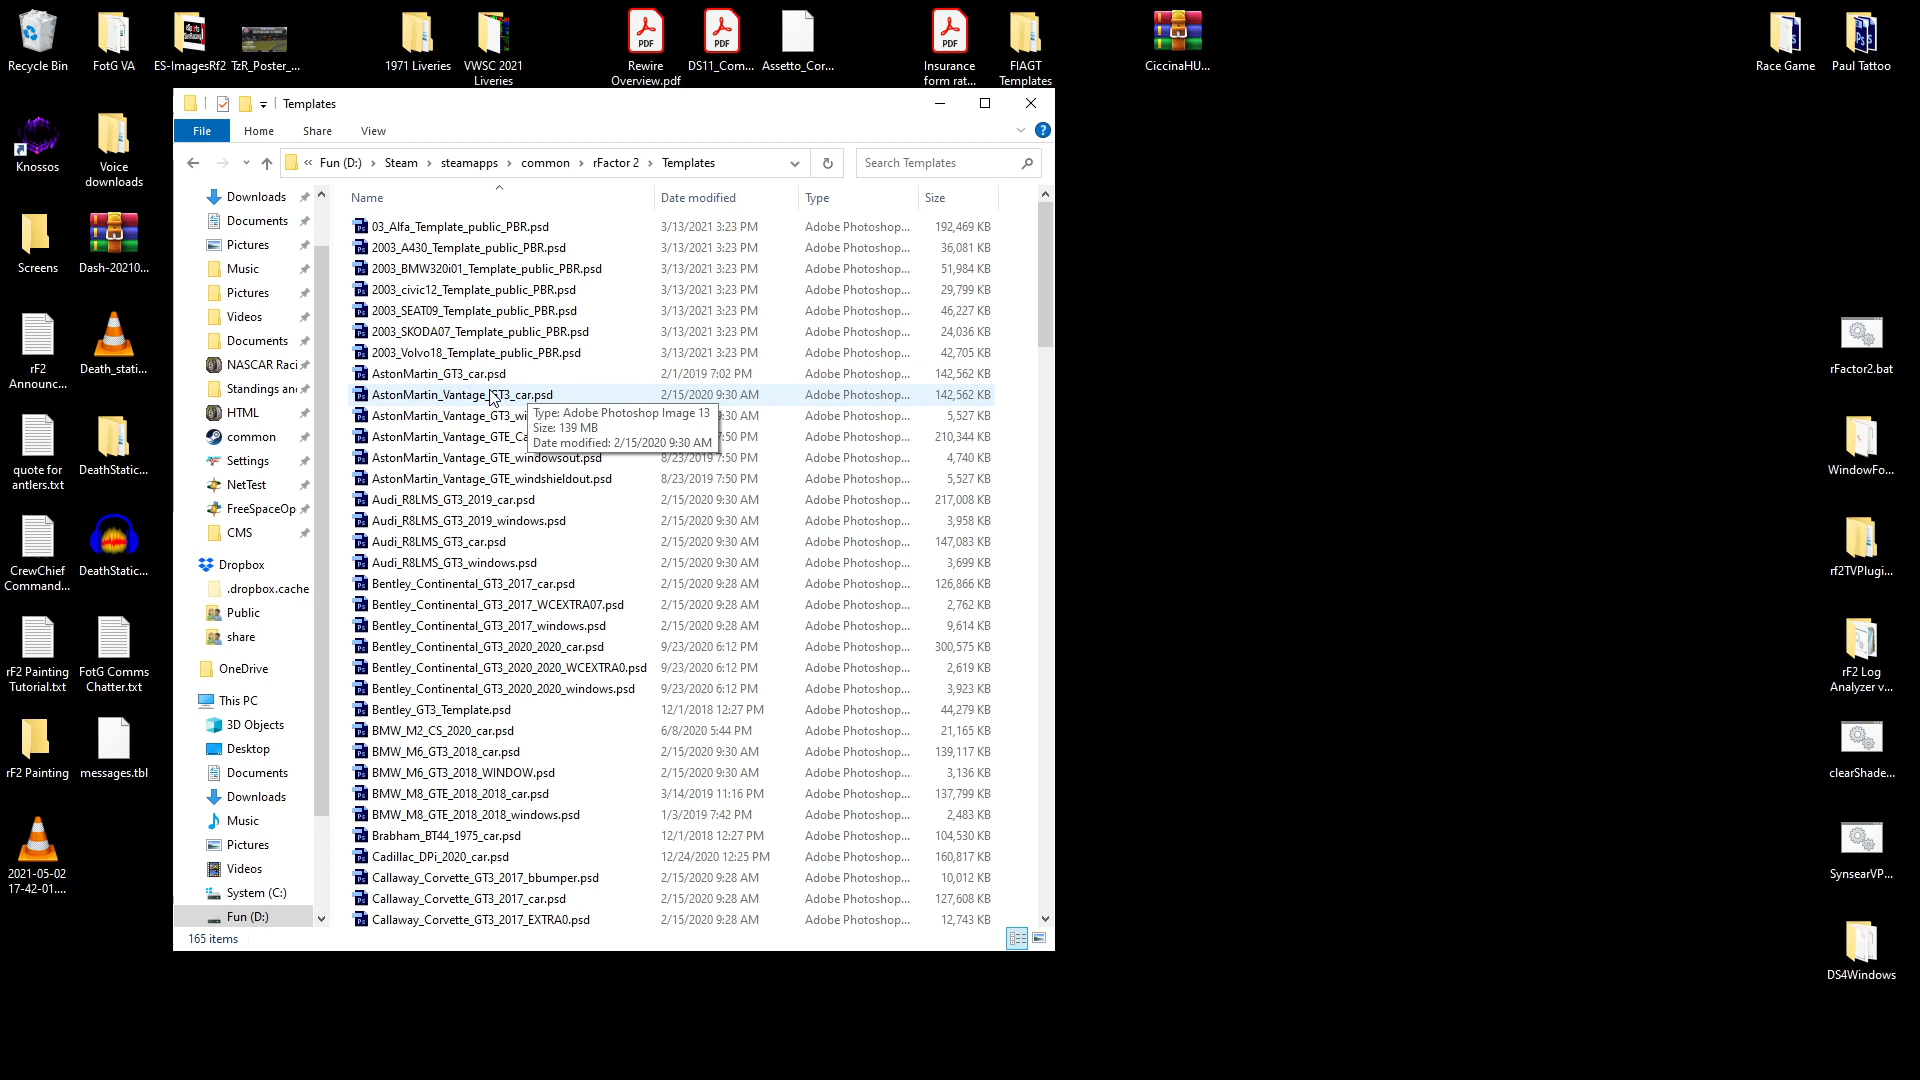 Recycle Bin
FotG VA
ES-ImagesRf2
TzR_Poster_...
1971 Liveries
VWSC 2021
Liveries
Rewire
Overview.pdf
DS11_Com...
Assetto_Cor...
Insurance
form rat...
FIAGT
Templates
CiccinaHU...
Race Game
Paul Tattoo
Knossos
Voice
downloads
Screens
Dash-20210...
rF2
Announc...
Death_stati...
quote for
antlers.txt
DeathStatic...
CrewChief
Command...
DeathStatic...
rF2 Painting
Tutorial.txt
FotG Comms
Chatter.txt
rF2 Painting
messages.tbl
2021-05-02
17-42-01....
Templates
File Home Share View
« Fun (D:) > Steam > steamapps > common > rFactor 2 > Templates
Search Templates
Downloads
Documents
Pictures
Music
Pictures
Videos
Documents
NASCAR Raci
Standings an
HTML
common
Settings
NetTest
FreeSpaceOp
CMS
Dropbox
.dropbox.cache
Public
share
OneDrive
This PC
3D Objects
Desktop
Documents
Downloads
Music
Pictures
Videos
System (C:)
Fun (D:)
Name Date modified Type Size
03_Alfa_Template_public_PBR.psd 3/13/2021 3:23 PM Adobe Photoshop... 192,469 KB
2003_A430_Template_public_PBR.psd 3/13/2021 3:23 PM Adobe Photoshop... 36,081 KB
2003_BMW320i01_Template_public_PBR.psd 3/13/2021 3:23 PM Adobe Photoshop... 51,984 KB
2003_civic12_Template_public_PBR.psd 3/13/2021 3:23 PM Adobe Photoshop... 29,799 KB
2003_SEAT09_Template_public_PBR.psd 3/13/2021 3:23 PM Adobe Photoshop... 46,227 KB
2003_SKODA07_Template_public_PBR.psd 3/13/2021 3:23 PM Adobe Photoshop... 24,036 KB
2003_Volvo18_Template_public_PBR.psd 3/13/2021 3:23 PM Adobe Photoshop... 42,705 KB
AstonMartin_GT3_car.psd 2/1/2019 7:02 PM Adobe Photoshop... 142,562 KB
AstonMartin_Vantage_GT3_car.psd 2/15/2020 9:30 AM Adobe Photoshop... 142,562 KB
AstonMartin_Vantage_GT3_wi :30 AM Adobe Photoshop... 5,527 KB
AstonMartin_Vantage_GTE_Ca :50 PM Adobe Photoshop... 210,344 KB
Type: Adobe Photoshop Image 13
Size: 139 MB
Date modified: 2/15/2020 9:30 AM
AstonMartin_Vantage_GTE_windowsout.psd 8/23/2019 7:50 PM Adobe Photoshop... 4,740 KB
AstonMartin_Vantage_GTE_windshieldout.psd 8/23/2019 7:50 PM Adobe Photoshop... 5,527 KB
Audi_R8LMS_GT3_2019_car.psd 2/15/2020 9:30 AM Adobe Photoshop... 217,008 KB
Audi_R8LMS_GT3_2019_windows.psd 2/15/2020 9:30 AM Adobe Photoshop... 3,958 KB
Audi_R8LMS_GT3_car.psd 2/15/2020 9:30 AM Adobe Photoshop... 147,083 KB
Audi_R8LMS_GT3_windows.psd 2/15/2020 9:30 AM Adobe Photoshop... 3,699 KB
Bentley_Continental_GT3_2017_car.psd 2/15/2020 9:28 AM Adobe Photoshop... 126,866 KB
Bentley_Continental_GT3_2017_WCEXTRA07.psd 2/15/2020 9:28 AM Adobe Photoshop... 2,762 KB
Bentley_Continental_GT3_2017_windows.psd 2/15/2020 9:28 AM Adobe Photoshop... 9,614 KB
Bentley_Continental_GT3_2020_2020_car.psd 9/23/2020 6:12 PM Adobe Photoshop... 300,575 KB
Bentley_Continental_GT3_2020_2020_WCEXTRA0.psd 9/23/2020 6:12 PM Adobe Photoshop... 2,619 KB
Bentley_Continental_GT3_2020_2020_windows.psd 9/23/2020 6:12 PM Adobe Photoshop... 3,923 KB
Bentley_GT3_Template.psd 12/1/2018 12:27 PM Adobe Photoshop... 44,279 KB
BMW_M2_CS_2020_car.psd 6/8/2020 5:44 PM Adobe Photoshop... 21,165 KB
BMW_M6_GT3_2018_car.psd 2/15/2020 9:30 AM Adobe Photoshop... 139,117 KB
BMW_M6_GT3_2018_WINDOW.psd 2/15/2020 9:30 AM Adobe Photoshop... 3,136 KB
BMW_M8_GTE_2018_2018_car.psd 3/14/2019 11:16 PM Adobe Photoshop... 137,799 KB
BMW_M8_GTE_2018_2018_windows.psd 1/3/2019 7:42 PM Adobe Photoshop... 2,483 KB
Brabham_BT44_1975_car.psd 12/1/2018 12:27 PM Adobe Photoshop... 104,530 KB
Cadillac_DPi_2020_car.psd 12/24/2020 12:25 PM Adobe Photoshop... 160,817 KB
Callaway_Corvette_GT3_2017_bbumper.psd 2/15/2020 9:28 AM Adobe Photoshop... 10,012 KB
Callaway_Corvette_GT3_2017_car.psd 2/15/2020 9:28 AM Adobe Photoshop... 127,608 KB
Callaway_Corvette_GT3_2017_EXTRA0.psd 2/15/2020 9:28 AM Adobe Photoshop... 12,743 KB
165 items
rFactor2.bat
WindowFo...
rf2TVPlugi...
rF2 Log
Analyzer v...
clearShade...
SynsearVP...
DS4Windows